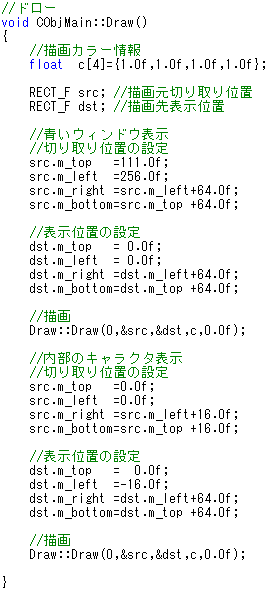 //ドロー
void CObjMain::Draw()
{
//描画カラー情報
float c[4]={1.0f,1.0f,1.0f,1.0f};
RECT_F src; //描画元切り取り位置
RECT_F dst; //描画先表示位置
//青いウィンドウ表示
//切り取り位置の設定
src.m_top =111.0f;
src.m_left =256.0f;
src.m_right =src.m_left+64.0f;
src.m_bottom=src.m_top +64.0f;
//表示位置の設定
dst.m_top = 0.0f;
dst.m_left = 0.0f;
dst.m_right =dst.m_left+64.0f;
dst.m_bottom=dst.m_top +64.0f;
//描画
Draw::Draw(0,&src,&dst,c,0.0f);
//内部のキャラクタ表示
//切り取り位置の設定
src.m_top =0.0f;
src.m_left =0.0f;
src.m_right =src.m_left+16.0f;
src.m_bottom=src.m_top +16.0f;
//表示位置の設定
dst.m_top = 0.0f;
dst.m_left =-16.0f;
dst.m_right =dst.m_left+64.0f;
dst.m_bottom=dst.m_top +64.0f;
//描画
Draw::Draw(0,&src,&dst,c,0.0f);
}